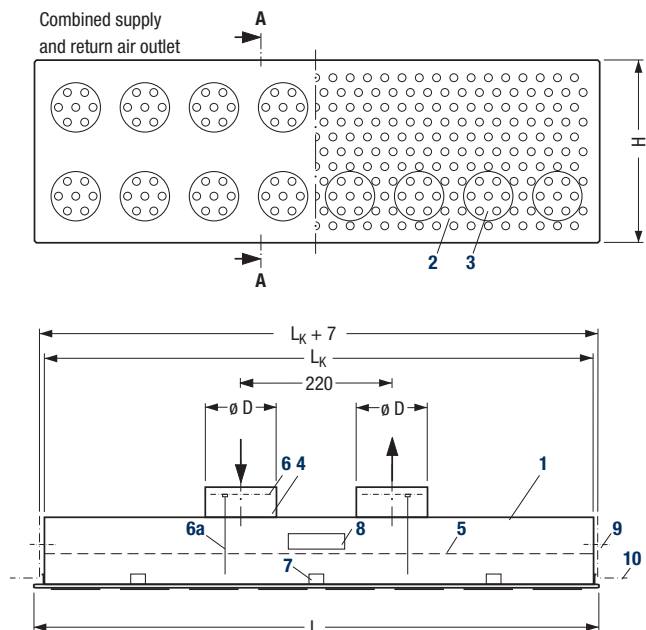 Combined supply
and return air outlet
A
H
A
2 3
L_K + 7
L_K
220
ø D ø D
6 4 1
6a 8 5 9
7 10
L